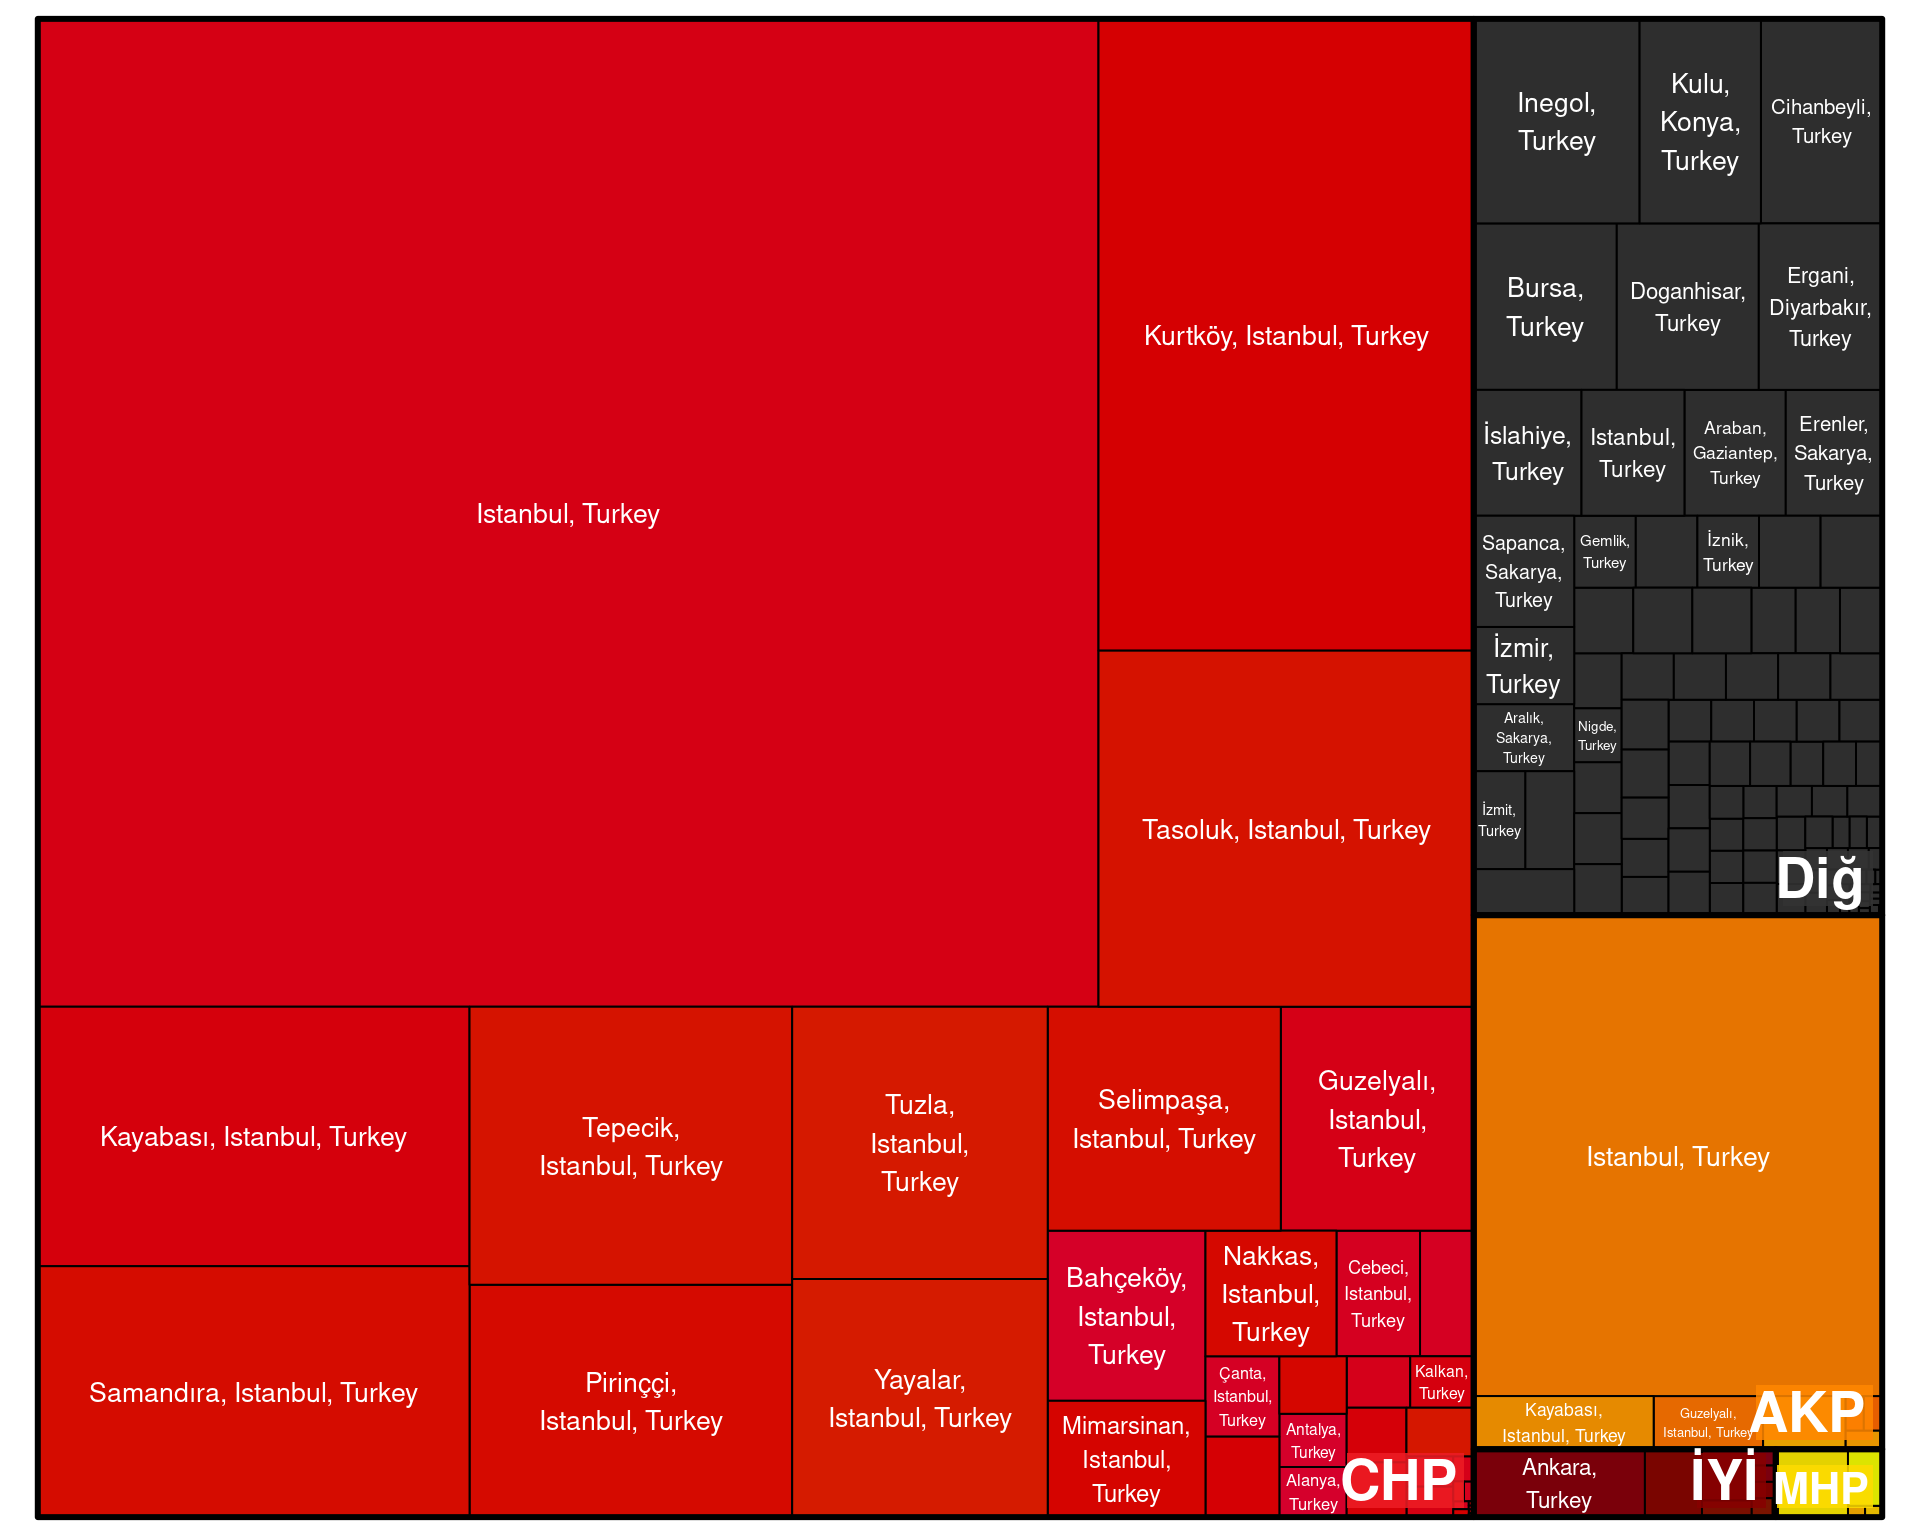 Istanbul, Turkey
Kurtköy, Istanbul, Turkey
Tasoluk, Istanbul, Turkey
Kayabası, Istanbul, Turkey
Samandıra, Istanbul, Turkey
Tepecik,
Istanbul, Turkey
Pirinççi,
Istanbul, Turkey
Tuzla,
Istanbul,
Turkey
Yayalar,
Istanbul, Turkey
Selimpaşa,
Istanbul, Turkey
Guzelyalı,
Istanbul,
Turkey
Bahçeköy,
Istanbul,
Turkey
Mimarsinan,
Istanbul,
Turkey
Nakkas,
Istanbul,
Turkey
Cebeci,
Istanbul,
Turkey
Çanta,
Istanbul,
Turkey
Kalkan,
Turkey
Antalya,
Turkey
Alanya,
Turkey
CHP
Inegol,
Turkey
Kulu,
Konya,
Turkey
Cihanbeyli,
Turkey
Bursa,
Turkey
Doganhisar,
Turkey
Ergani,
Diyarbakır,
Turkey
İslahiye,
Turkey
Istanbul,
Turkey
Araban,
Gaziantep,
Turkey
Erenler,
Sakarya,
Turkey
Sapanca,
Sakarya,
Turkey
Gemlik,
Turkey
İznik,
Turkey
İzmir,
Turkey
Aralık,
Sakarya,
Turkey
Nigde,
Turkey
İzmit,
Turkey
Diğ
Istanbul, Turkey
Kayabası,
Istanbul, Turkey
Guzelyalı,
Istanbul, Turkey
AKP
Ankara,
Turkey
İYİ
MHP